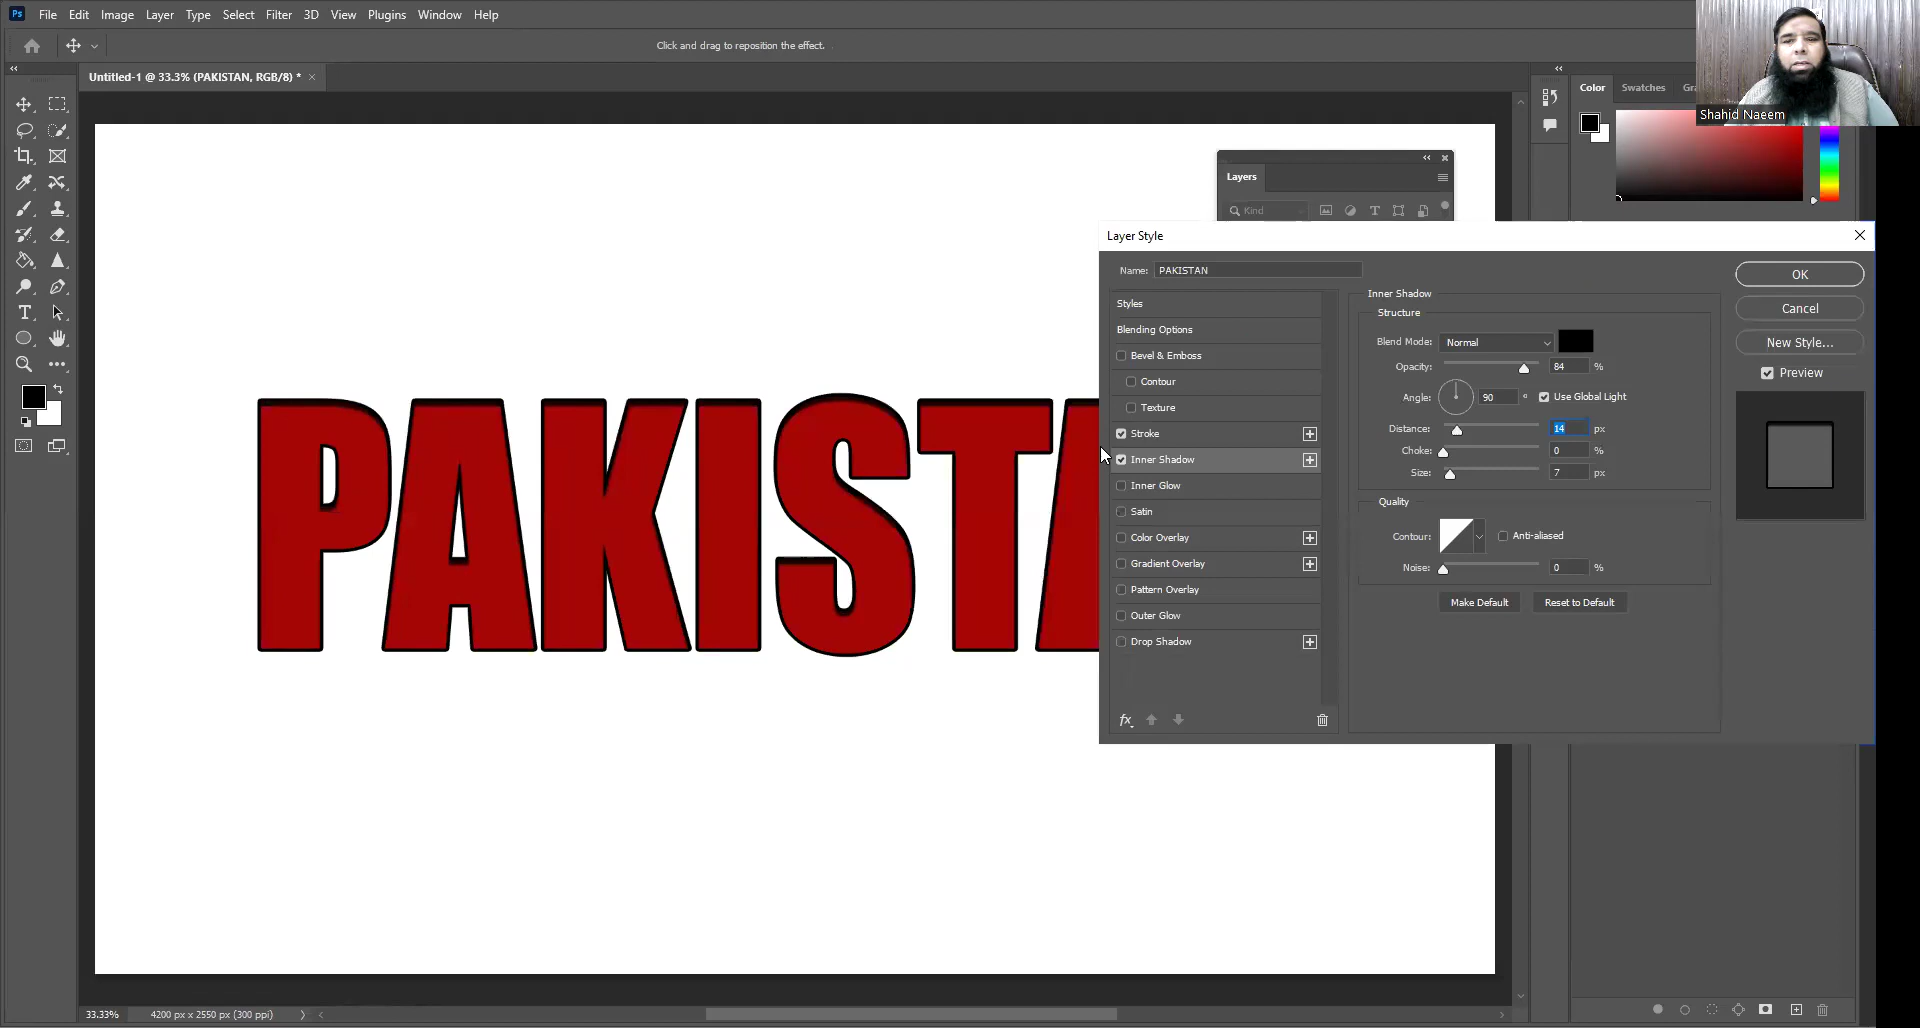 Ps File Edit Image Layer Type Select Filter 3D View Plugins Window Help
Click and drag to reposition the effect.
Untitled-1 @ 33.3% (PAKISTAN, RGB/8) *
Color Swatches
Shahid Naeem
Layers
Kind
Layer Style
Name: PAKISTAN
OK
Cancel
New Style...
Preview
Styles
Blending Options
Bevel & Emboss
Contour
Texture
Stroke
Inner Shadow
Inner Glow
Satin
Color Overlay
Gradient Overlay
Pattern Overlay
Outer Glow
Drop Shadow
fx
Inner Shadow
Structure
Blend Mode: Normal
Opacity: 84 %
Angle: 90 ° Use Global Light
Distance: 14 px
Choke: 0 %
Size: 7 px
Quality
Contour: Anti-aliased
Noise: 0 %
Make Default Reset to Default
PAKISTA
33.33% 4200 px x 2550 px (300 ppi)